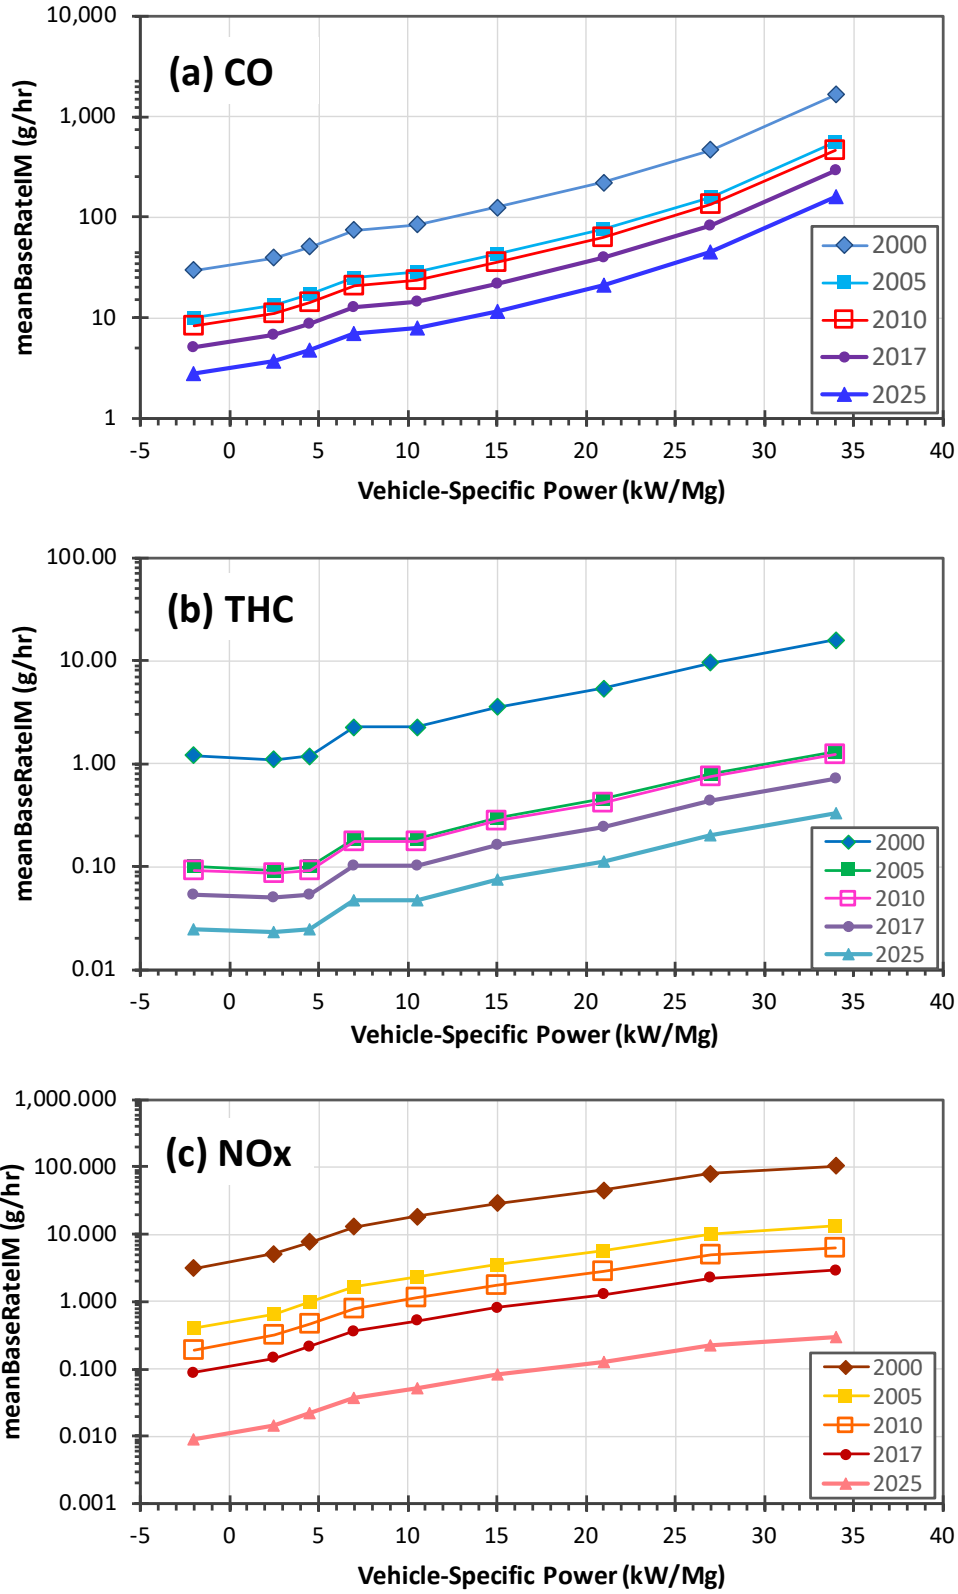 (a) CO
meanBaseRateIM (g/hr)
10,000
1,000
100
10
1
-5 0 5 10 15 20 25 30 35 40
Vehicle-Specific Power (kW/Mg)
2000
2005
2010
2017
2025
(b) THC
meanBaseRateIM (g/hr)
100.00
10.00
1.00
0.10
0.01
-5 0 5 10 15 20 25 30 35 40
Vehicle-Specific Power (kW/Mg)
2000
2005
2010
2017
2025
(c) NOx
meanBaseRateIM (g/hr)
1,000.000
100.000
10.000
1.000
0.100
0.010
0.001
-5 0 5 10 15 20 25 30 35 40
Vehicle-Specific Power (kW/Mg)
2000
2005
2010
2017
2025